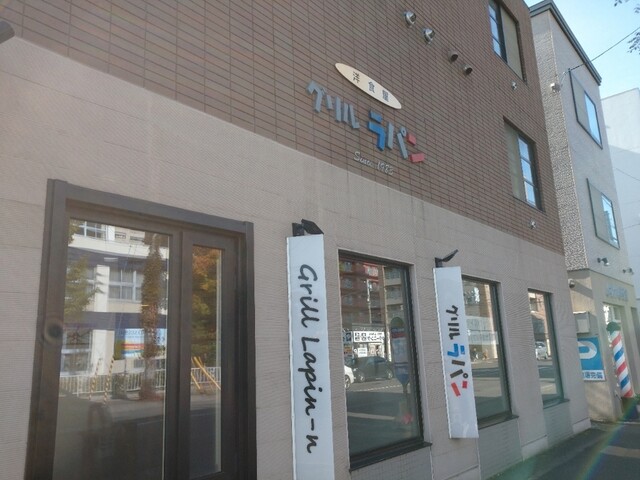 洋食屋
グリル ラパン
Since 1973
Grill Lapin-n
グリル ラパン
P